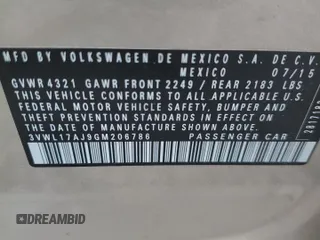 MFD BY VOLKSWAGEN DE MEXICO S.A. DE C.V.
MEXICO 07/15
GVWR 4321 GAWR FRONT 2249 / REAR 2183 LBS
THIS VEHICLE CONFORMS TO ALL APPLICABLE
FEDERAL MOTOR VEHICLE SAFETY, BUMPER AND
THEFT PREVENTION STANDARDS IN EFFECT ON
THE DATE OF MANUFACTURE SHOWN ABOVE.
3VWL17AJ9GM206786 PASSENGER CAR
DREAMBID